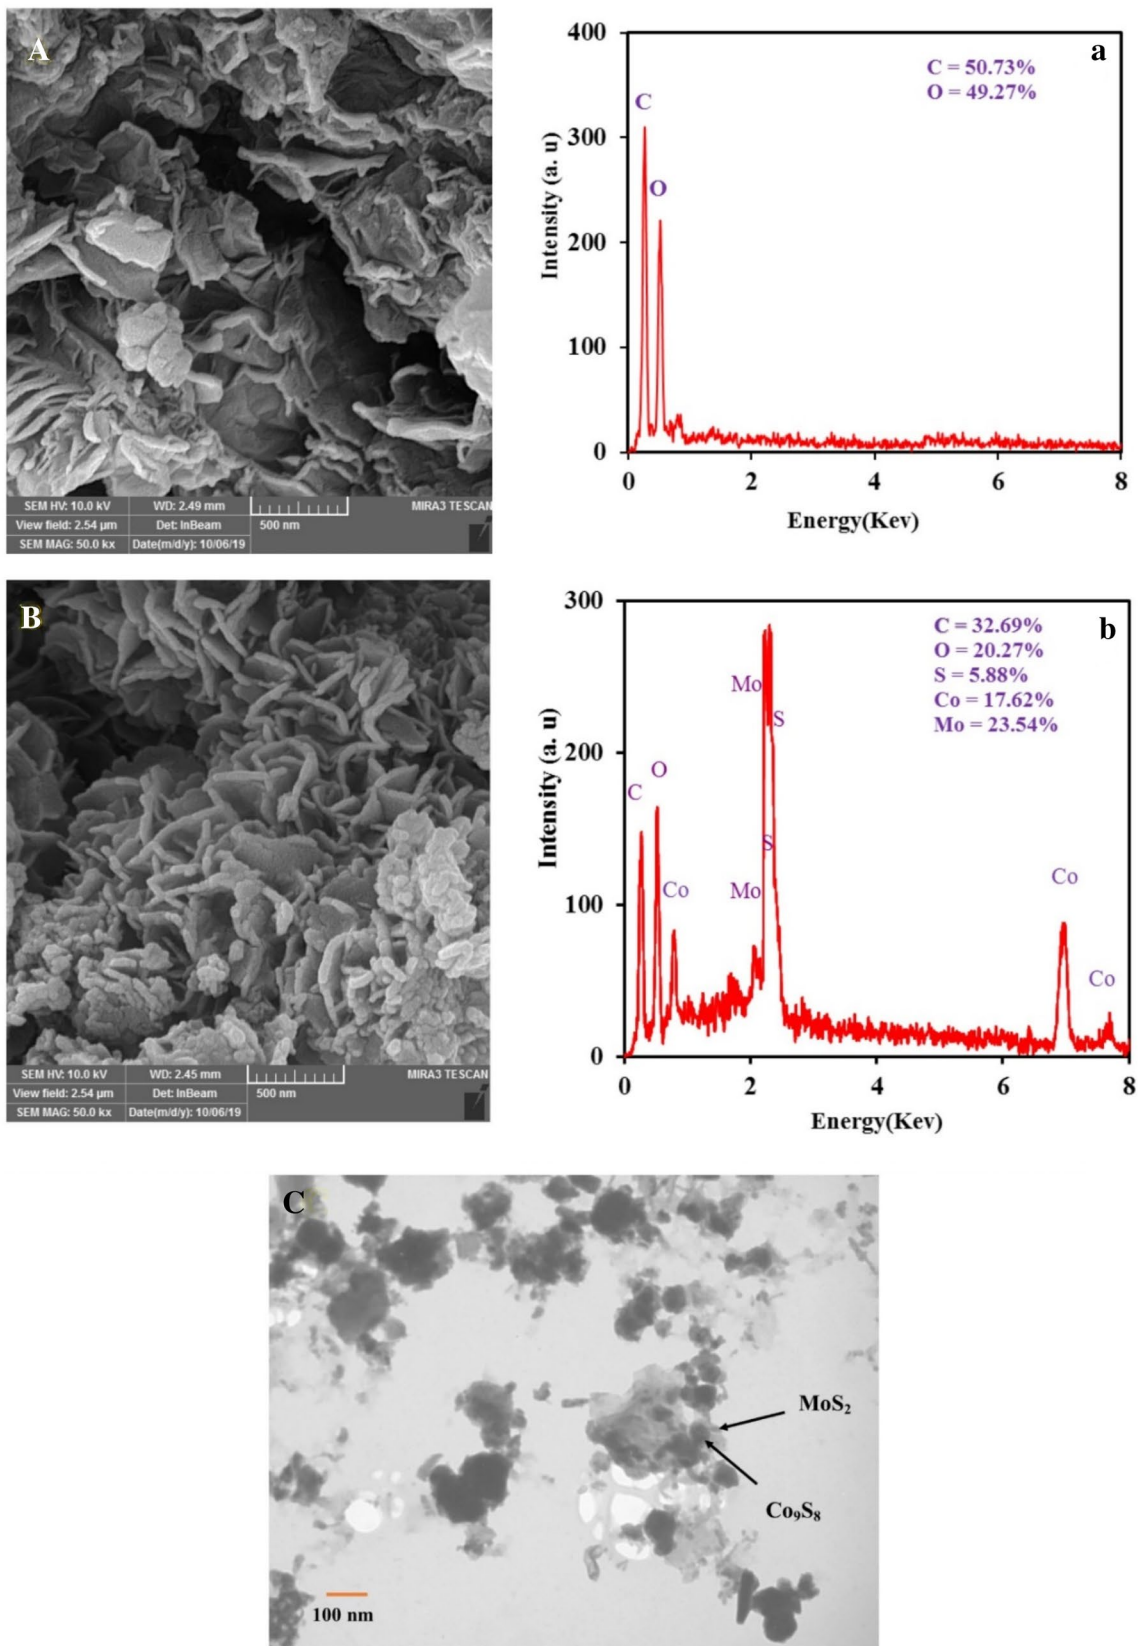 A
SEM HV: 10.0 kV WD: 2.49 mm MIRA3 TESCAN
View field: 2.54 µm Det: InBeam 500 nm
SEM MAG: 50.0 kx Date(m/d/y): 10/06/19
a
C = 50.73%
O = 49.27%
C
O
Intensity (a. u)
400
300
200
100
0
0 2 4 6 8
Energy(Kev)
B
SEM HV: 10.0 kV WD: 2.45 mm MIRA3 TESCAN
View field: 2.54 µm Det: InBeam 500 nm
SEM MAG: 50.0 kx Date(m/d/y): 10/06/19
b
C = 32.69%
O = 20.27%
S = 5.88%
Co = 17.62%
Mo = 23.54%
Mo
S
O
C
S
Mo
Co
Co
Co
Intensity (a. u)
300
200
100
0
0 2 4 6 8
Energy(Kev)
C
MoS₂
Co₉S₈
100 nm